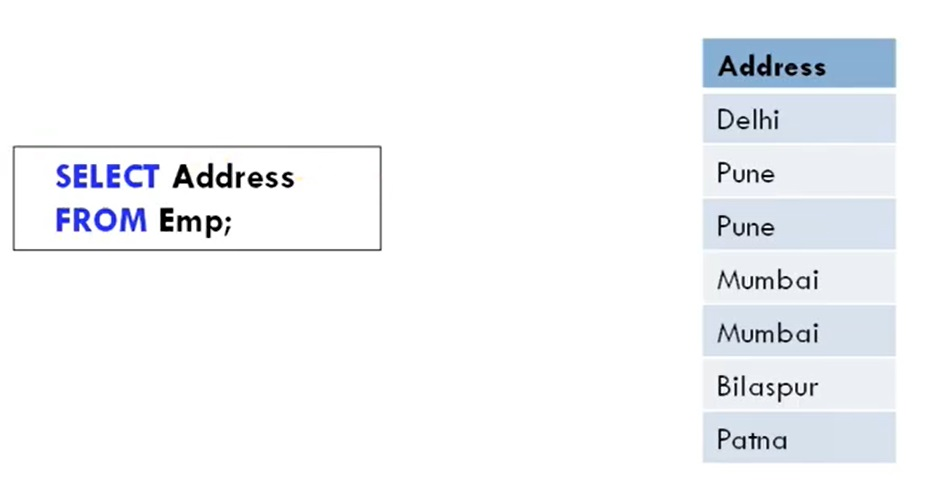 SELECT Address
FROM Emp;
Address
Delhi
Pune
Pune
Mumbai
Mumbai
Bilaspur
Patna